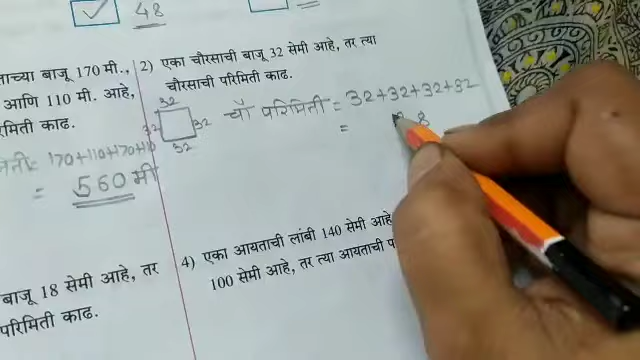 48
ताच्या बाजू 170 मी.,
आणि 110 मी. आहे,
रमिती काढ.
मिती: 170+110+170+110
= 560 मी
2) एका चौरसाची बाजू 32 सेमी आहे, तर त्या
चौरसाची परिमिती काढ.
32
32
32
32
चौ परिमिती = 32+32+32+32
= 8
बाजू 18 सेमी आहे, तर
परिमिती काढ.
4) एका आयताची लांबी 140 सेमी आहे
100 सेमी आहे, तर त्या आयताची प